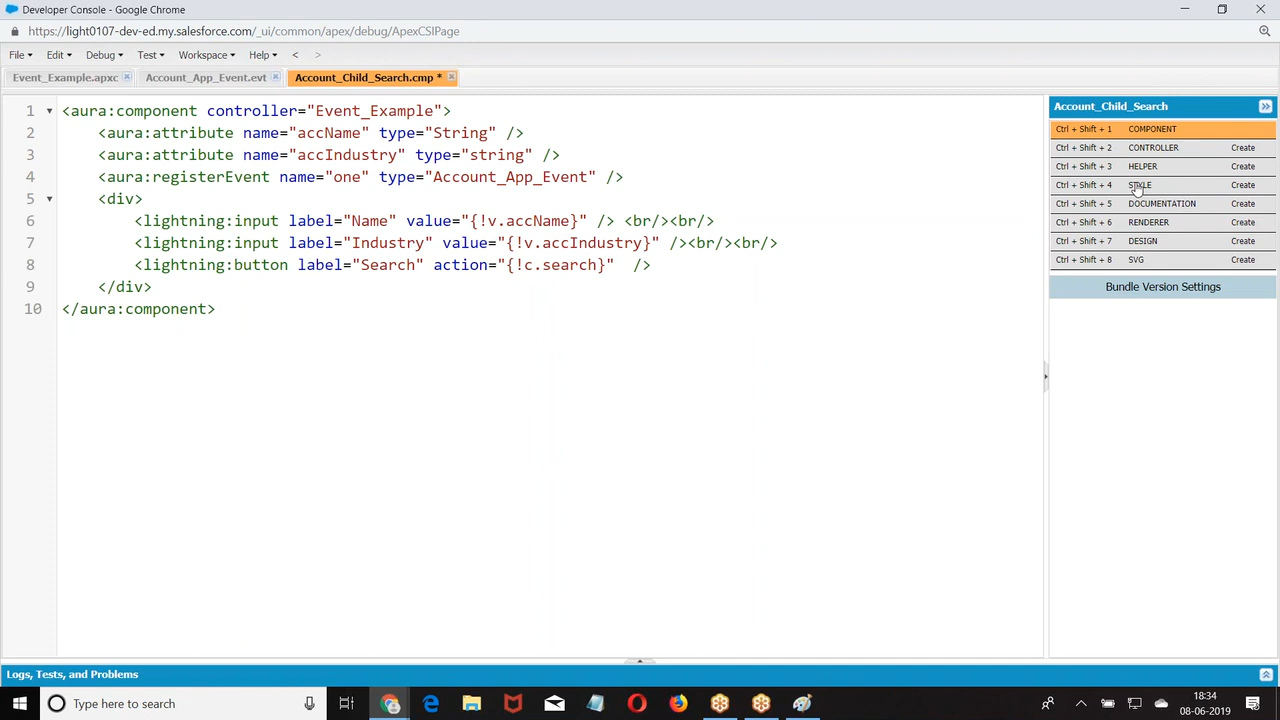 Developer Console - Google Chrome
https://light0107-dev-ed.my.salesforce.com/_ui/common/apex/debug/ApexCSIPage
File Edit Debug Test Workspace Help < >
Event_Example.apxc Account_App_Event.evt Account_Child_Search.cmp *
1 <aura:component controller="Event_Example">
2 <aura:attribute name="accName" type="String" />
3 <aura:attribute name="accIndustry" type="string" />
4 <aura:registerEvent name="one" type="Account_App_Event" />
5 <div>
6 <lightning:input label="Name" value="{!v.accName}" /> <br/><br/>
7 <lightning:input label="Industry" value="{!v.accIndustry}" /><br/><br/>
8 <lightning:button label="Search" action="{!c.search}" />
9 </div>
10 </aura:component>
Account_Child_Search
Ctrl + Shift + 1 COMPONENT
Ctrl + Shift + 2 CONTROLLER Create
Ctrl + Shift + 3 HELPER Create
Ctrl + Shift + 4 STYLE Create
Ctrl + Shift + 5 DOCUMENTATION Create
Ctrl + Shift + 6 RENDERER Create
Ctrl + Shift + 7 DESIGN Create
Ctrl + Shift + 8 SVG Create
Bundle Version Settings
Logs, Tests, and Problems
Type here to search
18:34
08-06-2019